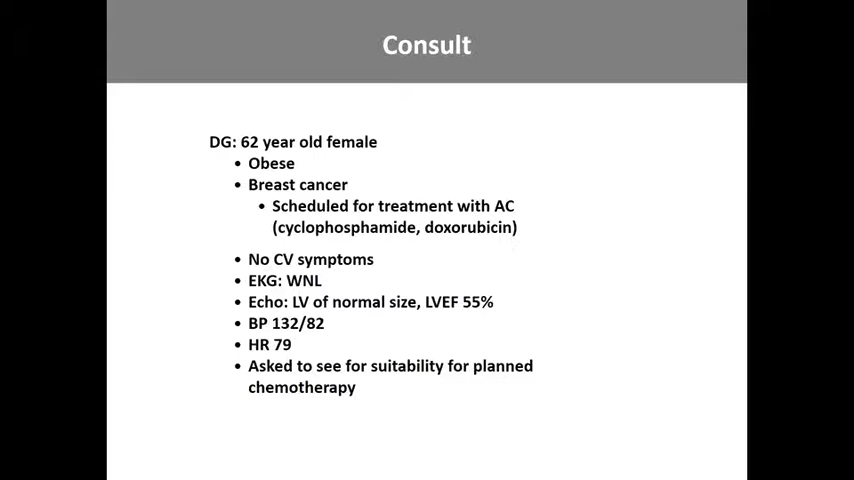 Consult
DG: 62 year old female
• Obese
• Breast cancer
• Scheduled for treatment with AC
(cyclophosphamide, doxorubicin)
• No CV symptoms
• EKG: WNL
• Echo: LV of normal size, LVEF 55%
• BP 132/82
• HR 79
• Asked to see for suitability for planned
chemotherapy